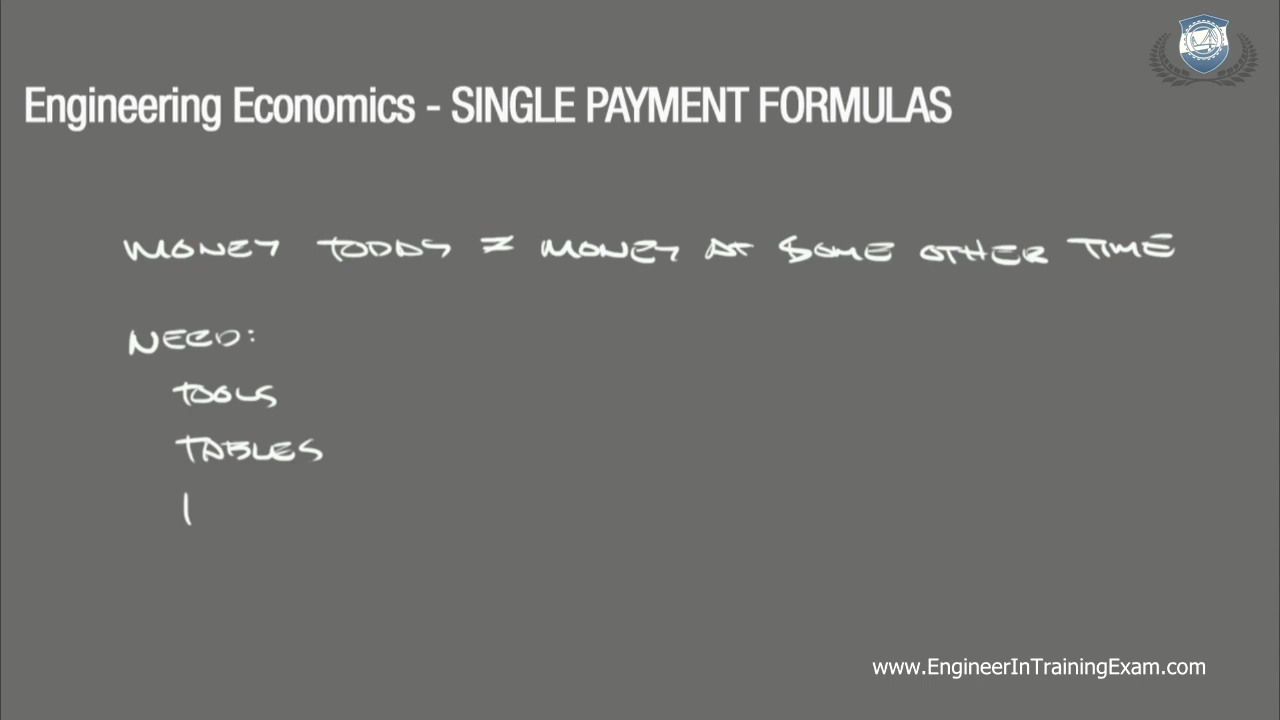 Engineering Economics - SINGLE PAYMENT FORMULAS
MONEY TODAY ≠ MONEY AT SOME OTHER TIME
NEED:
TOOLS
TABLES
www.EngineerInTrainingExam.com